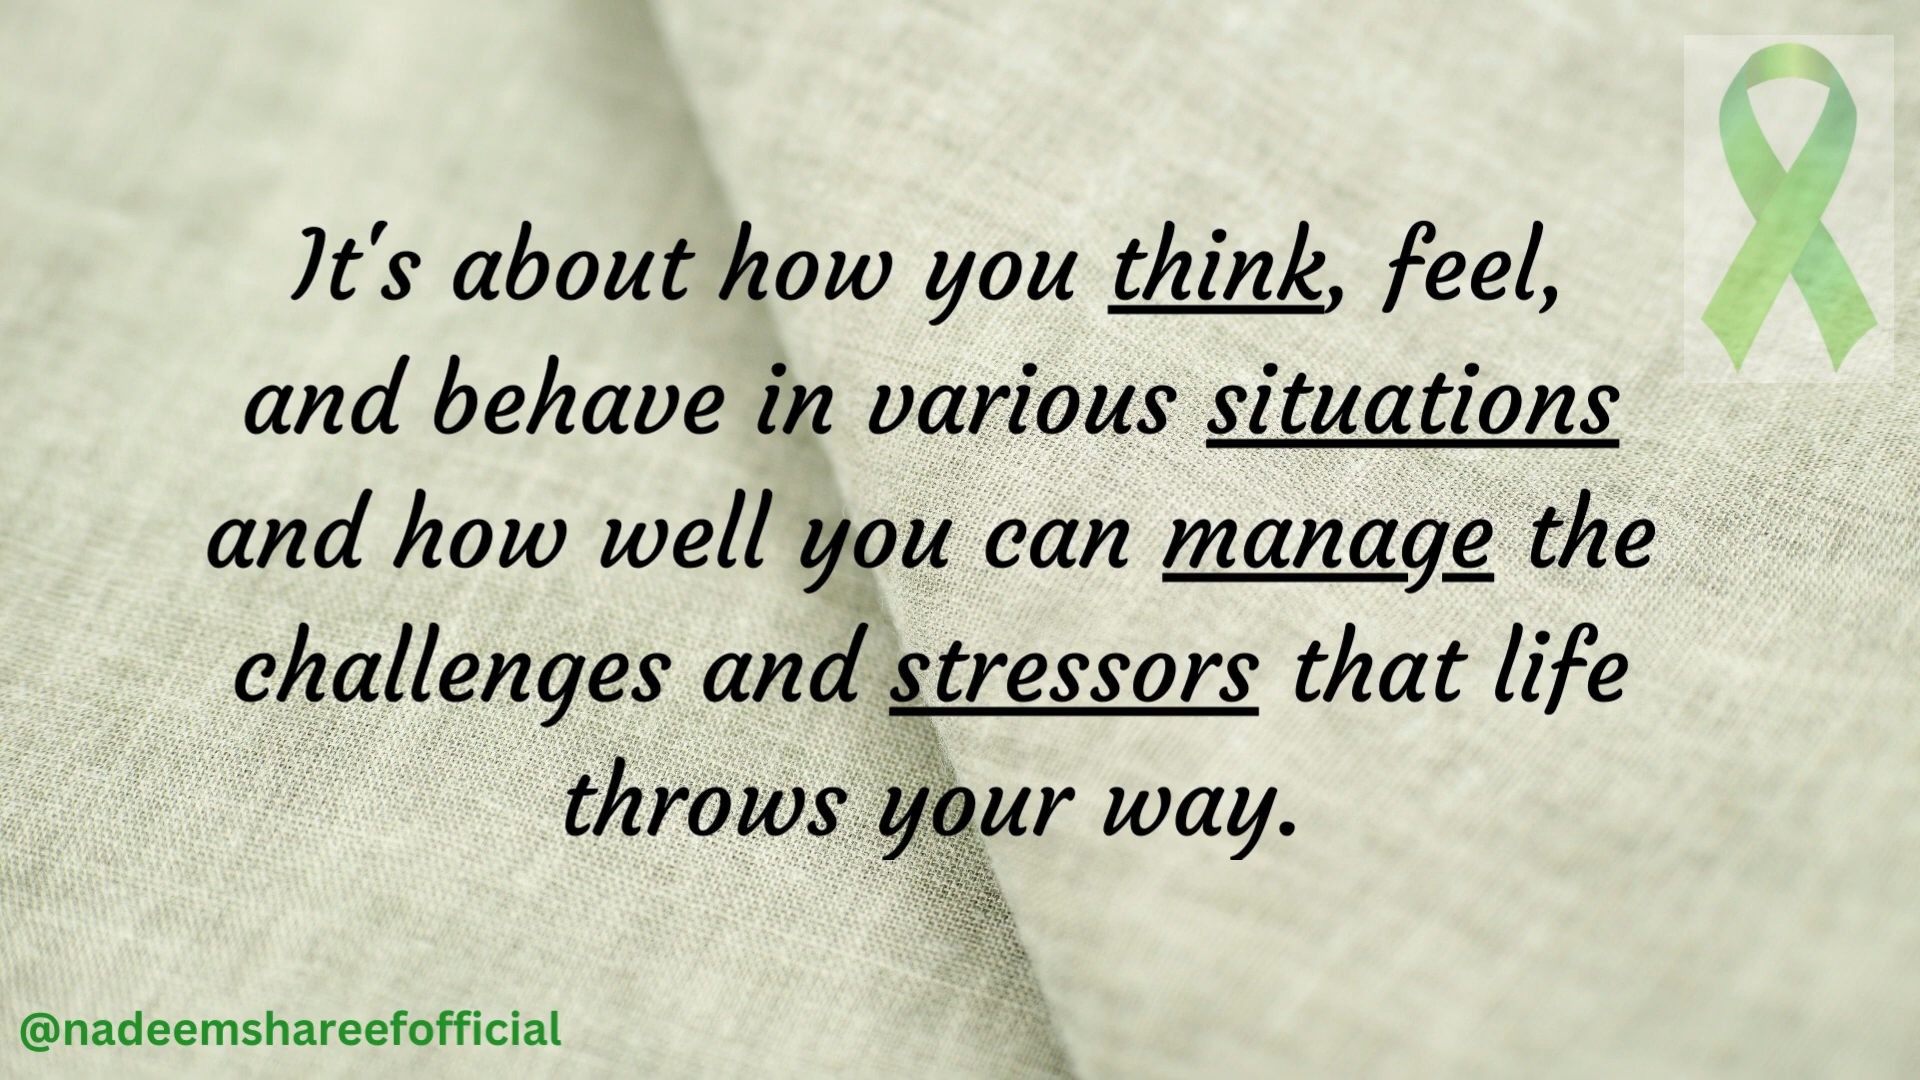 It's about how you think, feel,
and behave in various situations
and how well you can manage the
challenges and stressors that life
throws your way.
@nadeemshareefofficial